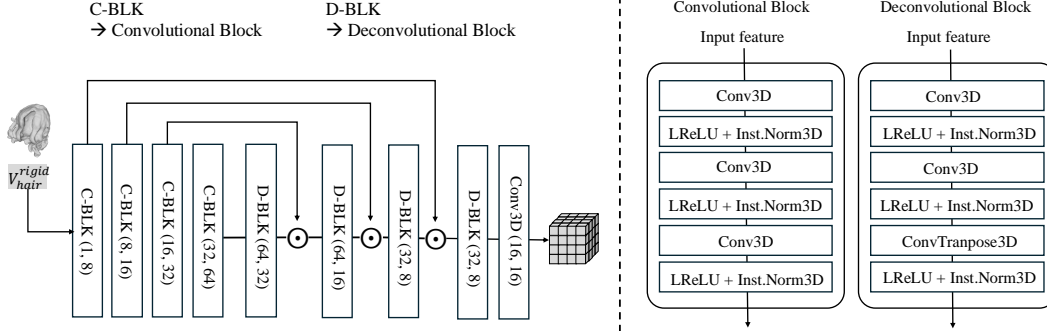 C-BLK
→ Convolutional Block
D-BLK
→ Deconvolutional Block
V_hair^rigid
C-BLK (1, 8)
C-BLK (8, 16)
C-BLK (16, 32)
C-BLK (32, 64)
D-BLK (64, 32)
D-BLK (64, 16)
D-BLK (32, 8)
D-BLK (32, 8)
Conv3D (16, 16)
Convolutional Block
Input feature
Conv3D
LReLU + Inst.Norm3D
Conv3D
LReLU + Inst.Norm3D
Conv3D
LReLU + Inst.Norm3D
Deconvolutional Block
Input feature
Conv3D
LReLU + Inst.Norm3D
Conv3D
LReLU + Inst.Norm3D
ConvTranpose3D
LReLU + Inst.Norm3D